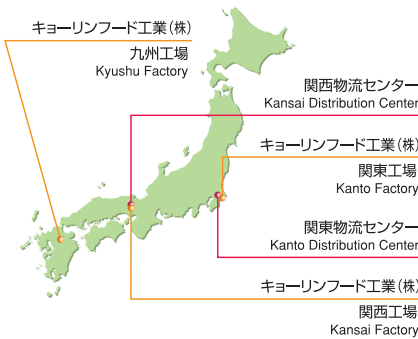 キョーリンフード工業(株)
九州工場
Kyushu Factory
関西物流センター
Kansai Distribution Center
キョーリンフード工業(株)
関東工場
Kanto Factory
関東物流センター
Kanto Distribution Center
キョーリンフード工業(株)
関西工場
Kansai Factory